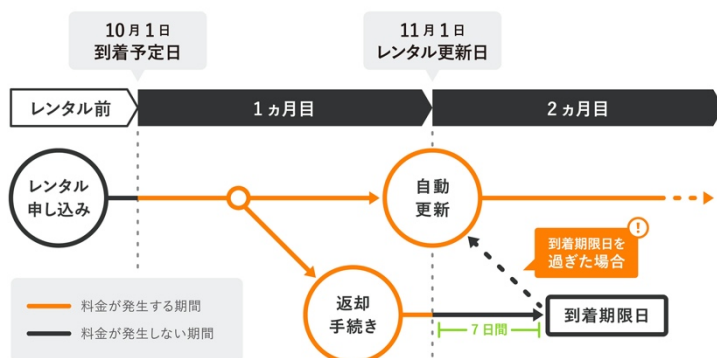 10月1日
到着予定日
11月1日
レンタル更新日
レンタル前
1ヵ月目
2ヵ月目
レンタル
申し込み
自動
更新
!
到着期限日を
過ぎた場合
返却
手続き
7日間
到着期限日
料金が発生する期間
料金が発生しない期間